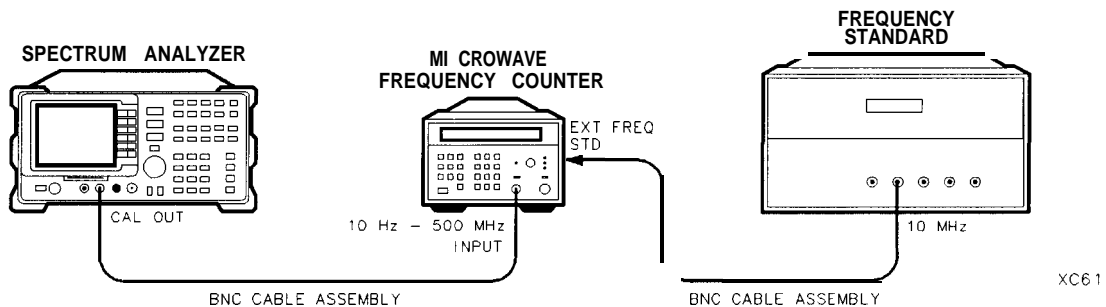 FREQUENCY
STANDARD
SPECTRUM ANALYZER
MI CROWAVE
FREQUENCY COUNTER
EXT FREQ
STD
CAL OUT
10 Hz – 500 MHz
INPUT
10 MHz
BNC CABLE ASSEMBLY
BNC CABLE ASSEMBLY
XC61